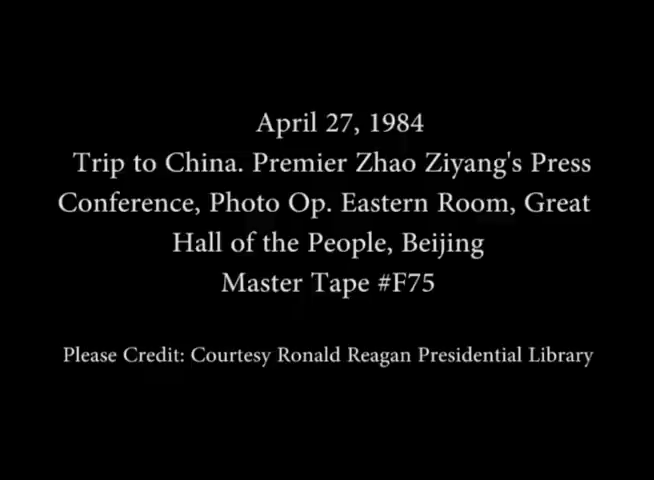 April 27, 1984
Trip to China. Premier Zhao Ziyang's Press
Conference, Photo Op. Eastern Room, Great
Hall of the People, Beijing
Master Tape #F75
Please Credit: Courtesy Ronald Reagan Presidential Library